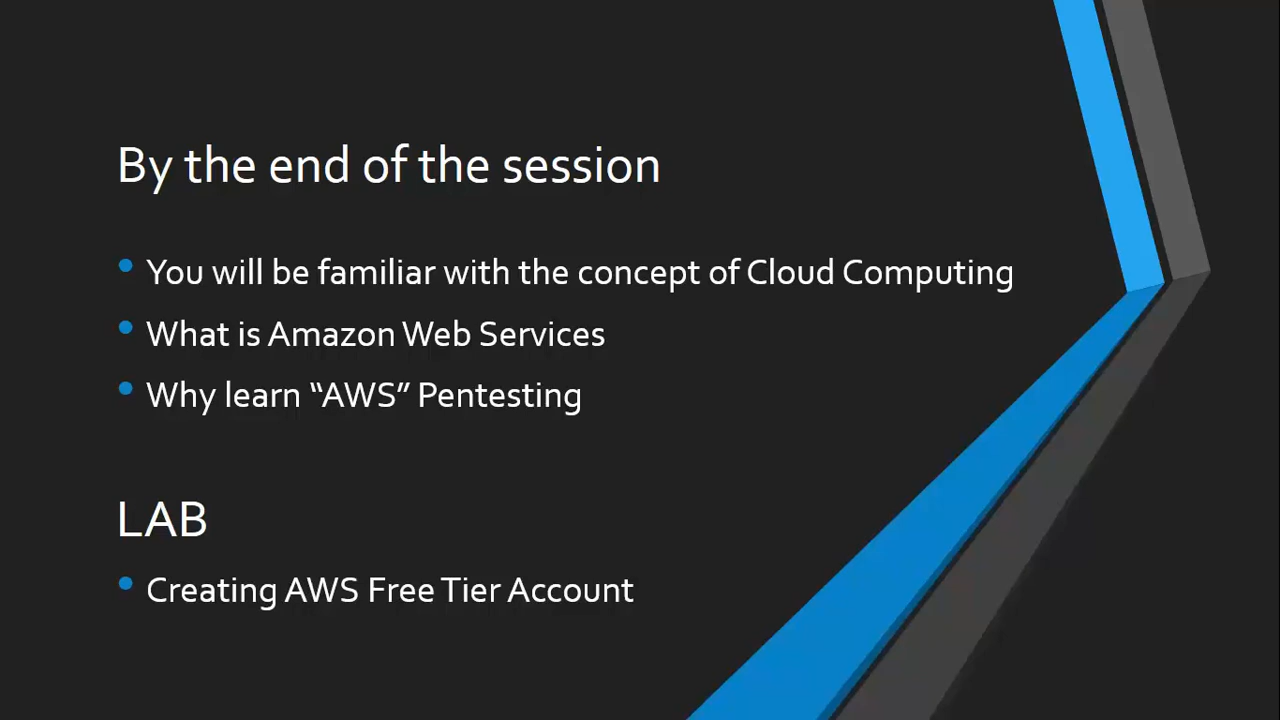 By the end of the session
• You will be familiar with the concept of Cloud Computing
• What is Amazon Web Services
• Why learn “AWS” Pentesting
LAB
• Creating AWS Free Tier Account